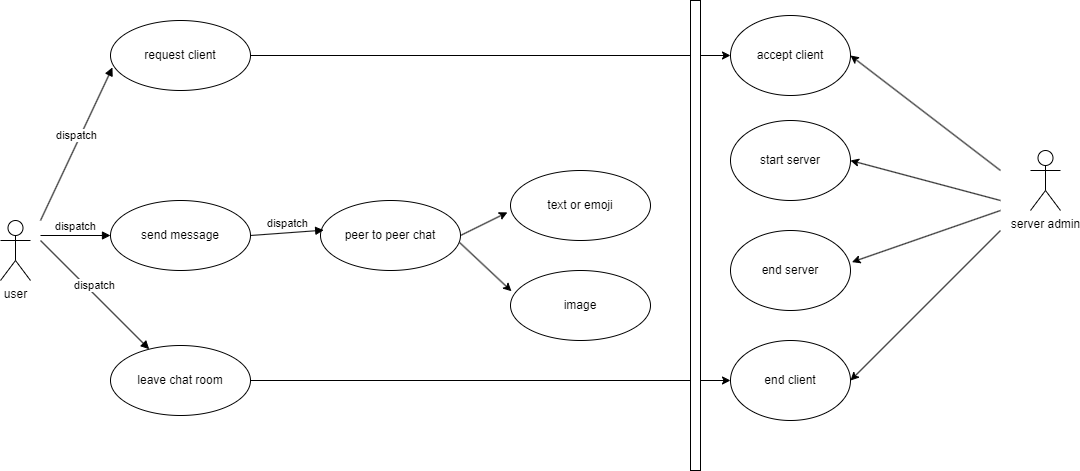 request client
accept client
dispatch
start server
server admin
text or emoji
dispatch
send message
dispatch
peer to peer chat
end server
user
dispatch
image
leave chat room
end client